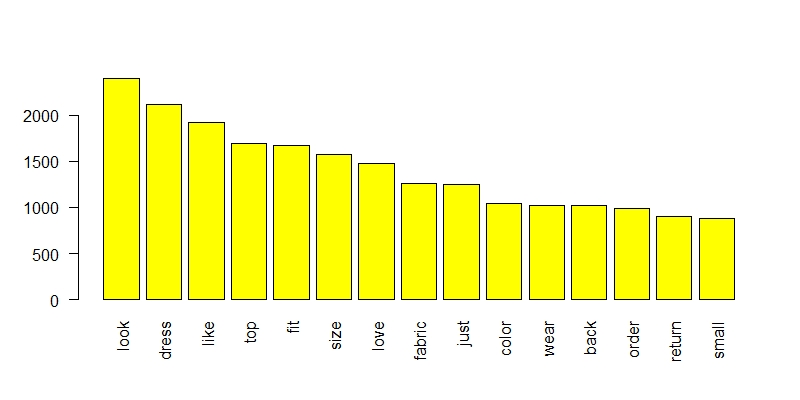 2000
1500
1000
500
0
look
dress
like
top
fit
size
love
fabric
just
color
wear
back
order
return
small